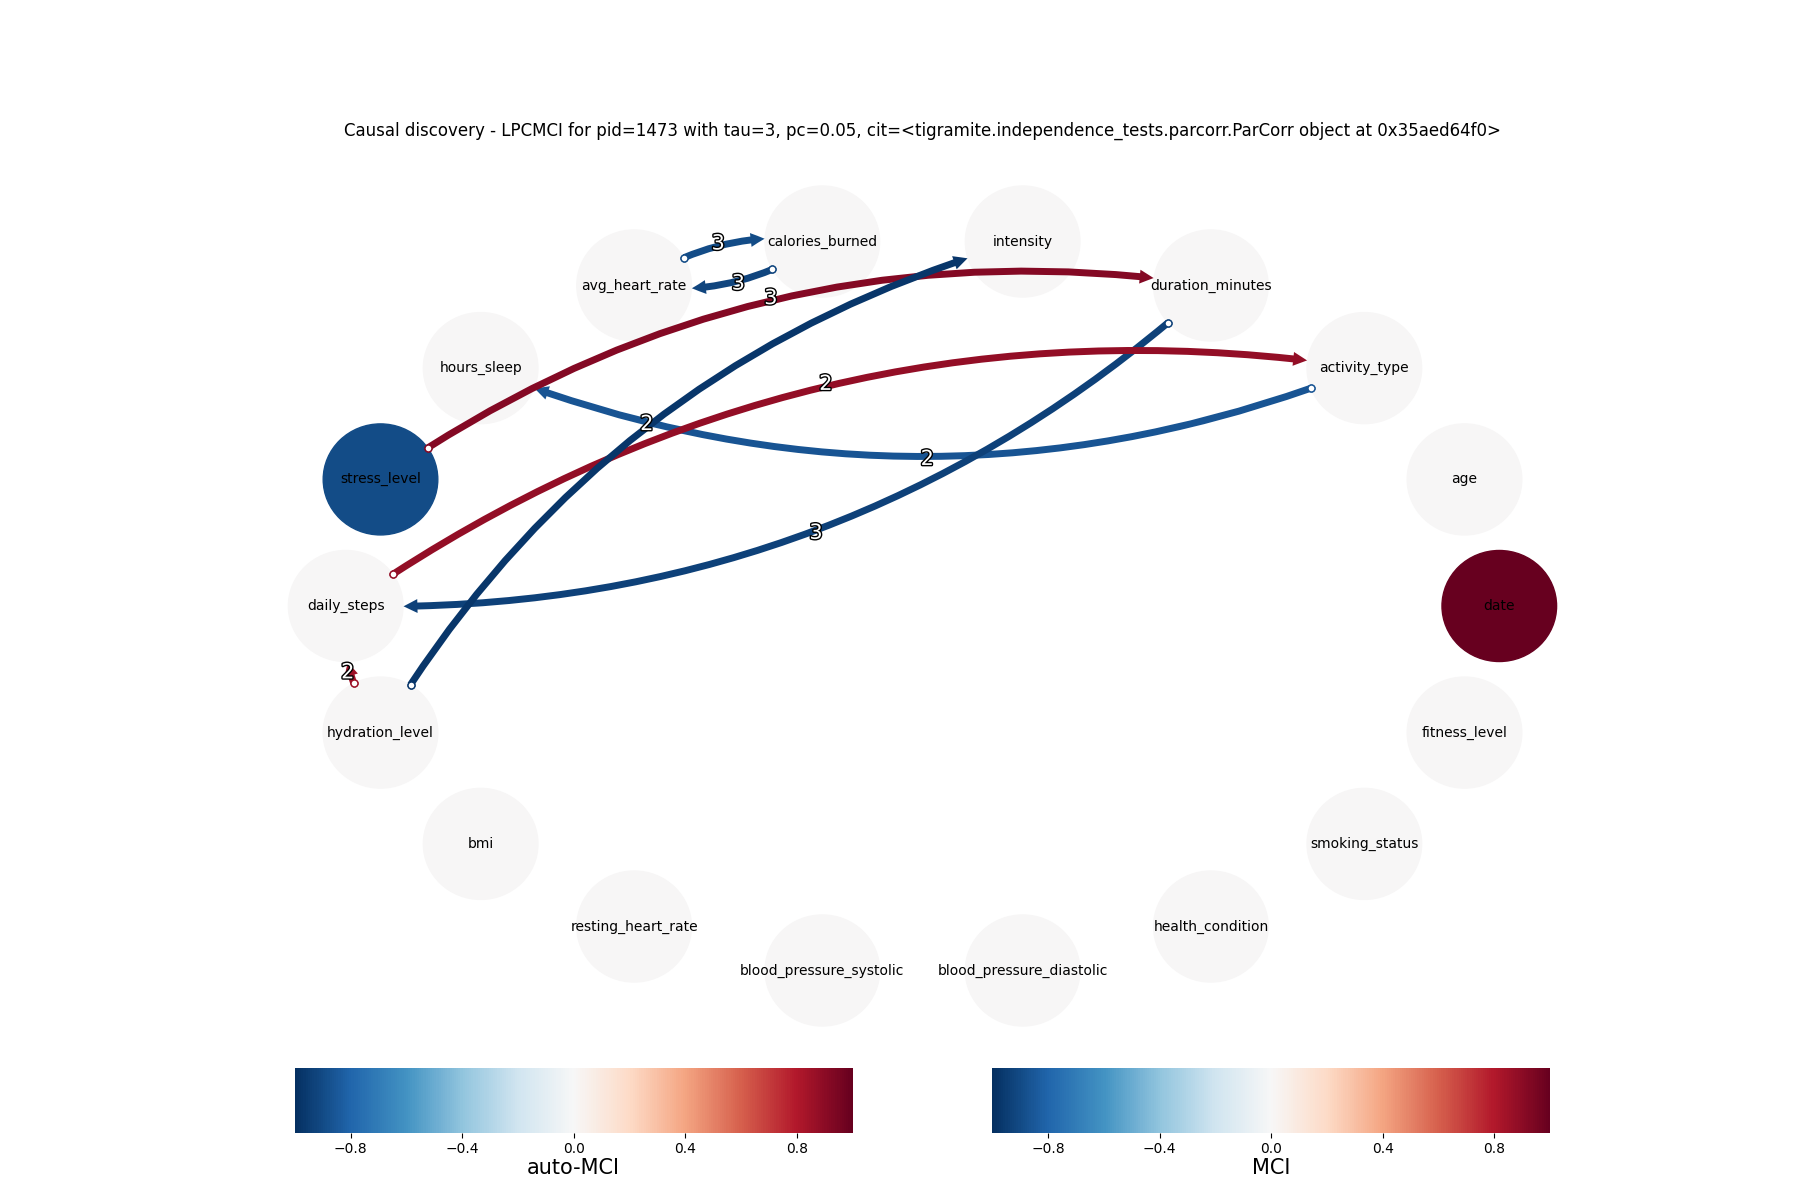 Causal discovery - LPCMCI for pid=1473 with tau=3, pc=0.05, cit=<tigramite.independence_tests.parcorr.ParCorr object at 0x35aed64f0>
3
calories_burned
intensity
3
avg_heart_rate
3
duration_minutes
hours_sleep
2
activity_type
2
2
stress_level
age
3
daily_steps
date
2
hydration_level
fitness_level
bmi
smoking_status
resting_heart_rate
health_condition
blood_pressure_systolic
blood_pressure_diastolic
−0.8 −0.4 0.0 0.4 0.8
auto-MCI
−0.8 −0.4 0.0 0.4 0.8
MCI